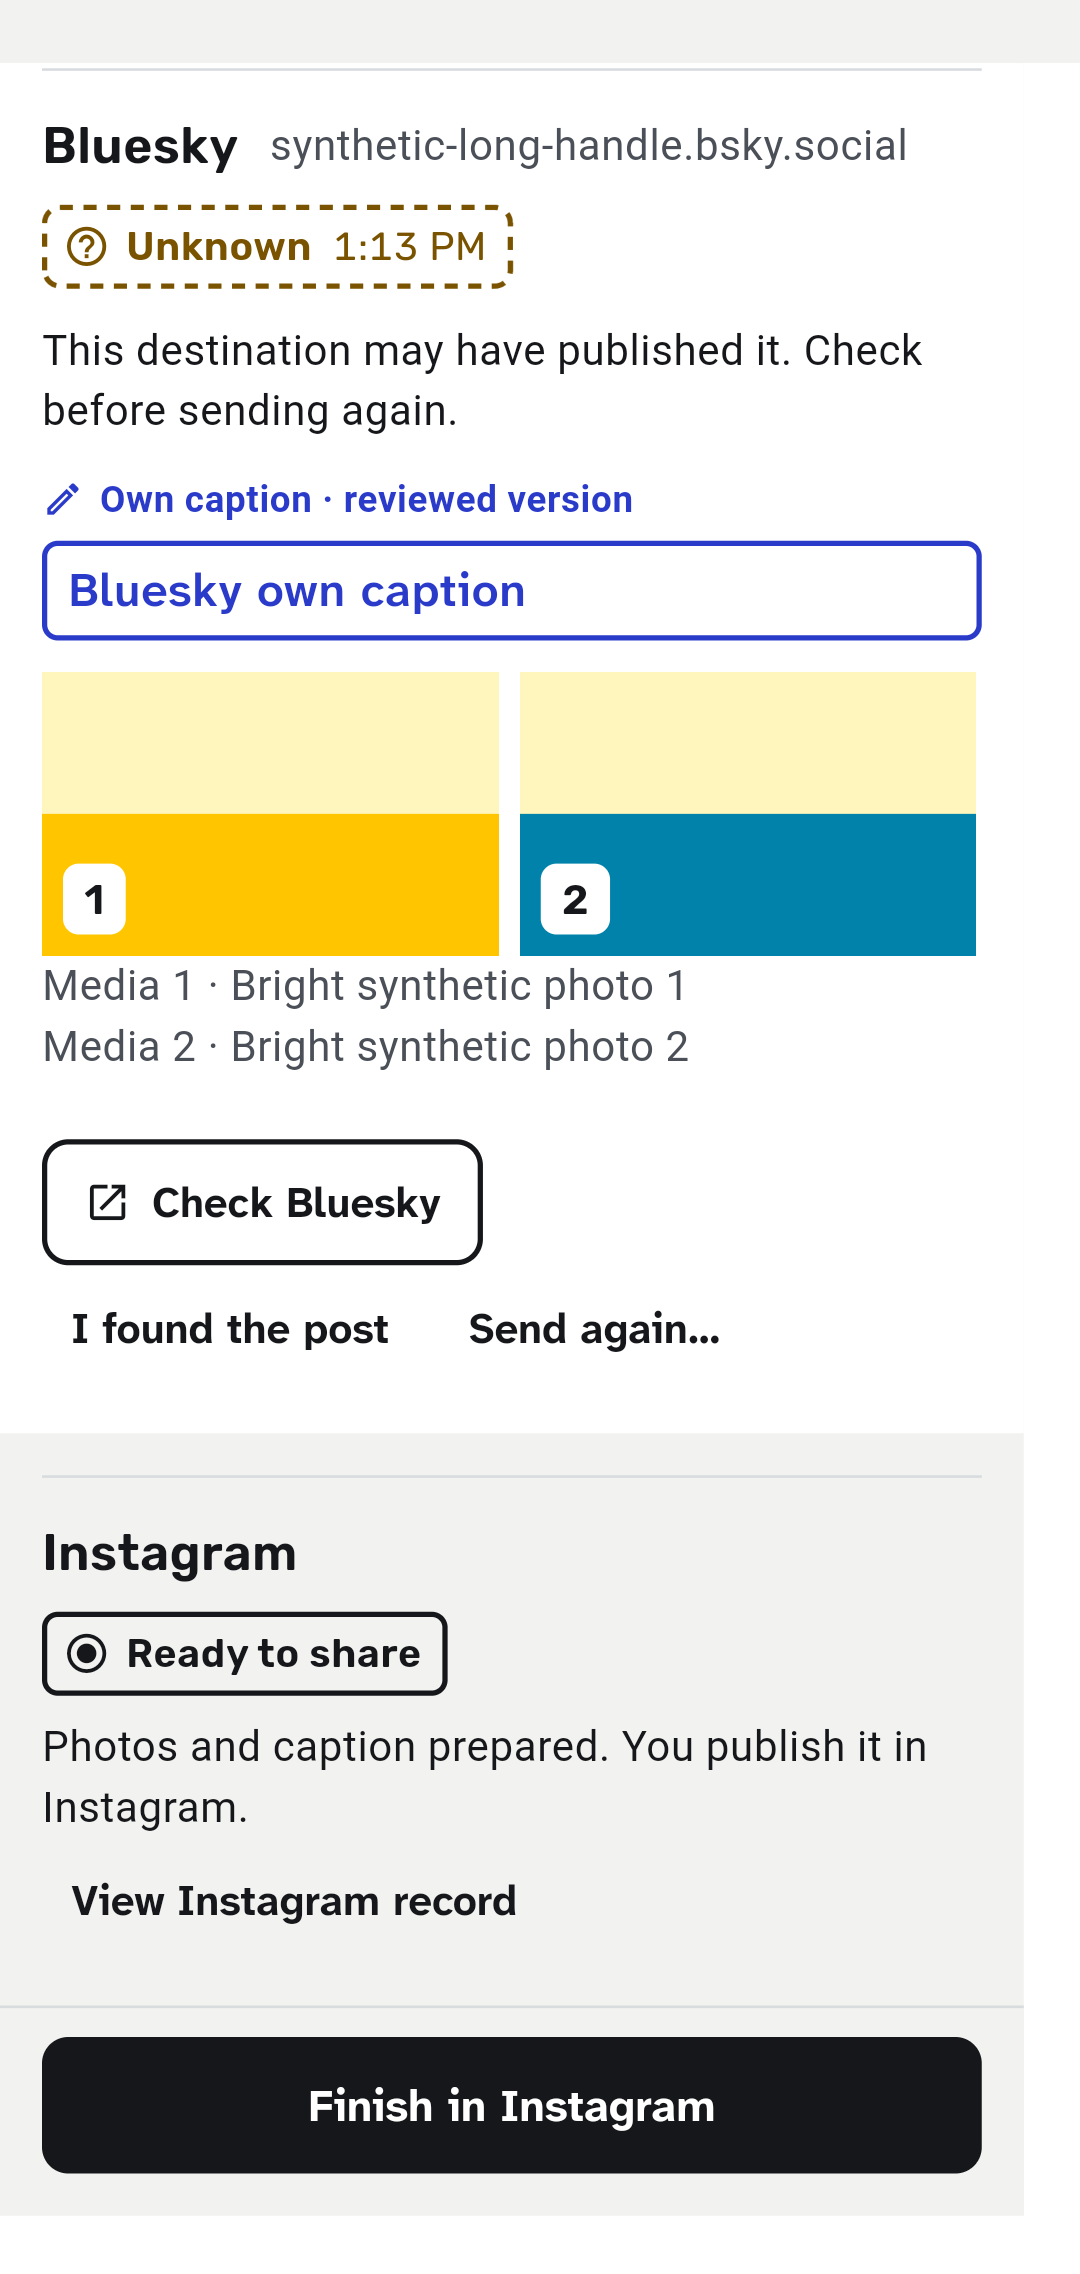 Bluesky synthetic-long-handle.bsky.social
Unknown 1:13 PM
This destination may have published it. Check
before sending again.
Own caption · reviewed version
Bluesky own caption
1 2
Media 1 · Bright synthetic photo 1
Media 2 · Bright synthetic photo 2
Check Bluesky
I found the post Send again...
Instagram
Ready to share
Photos and caption prepared. You publish it in
Instagram.
View Instagram record
Finish in Instagram